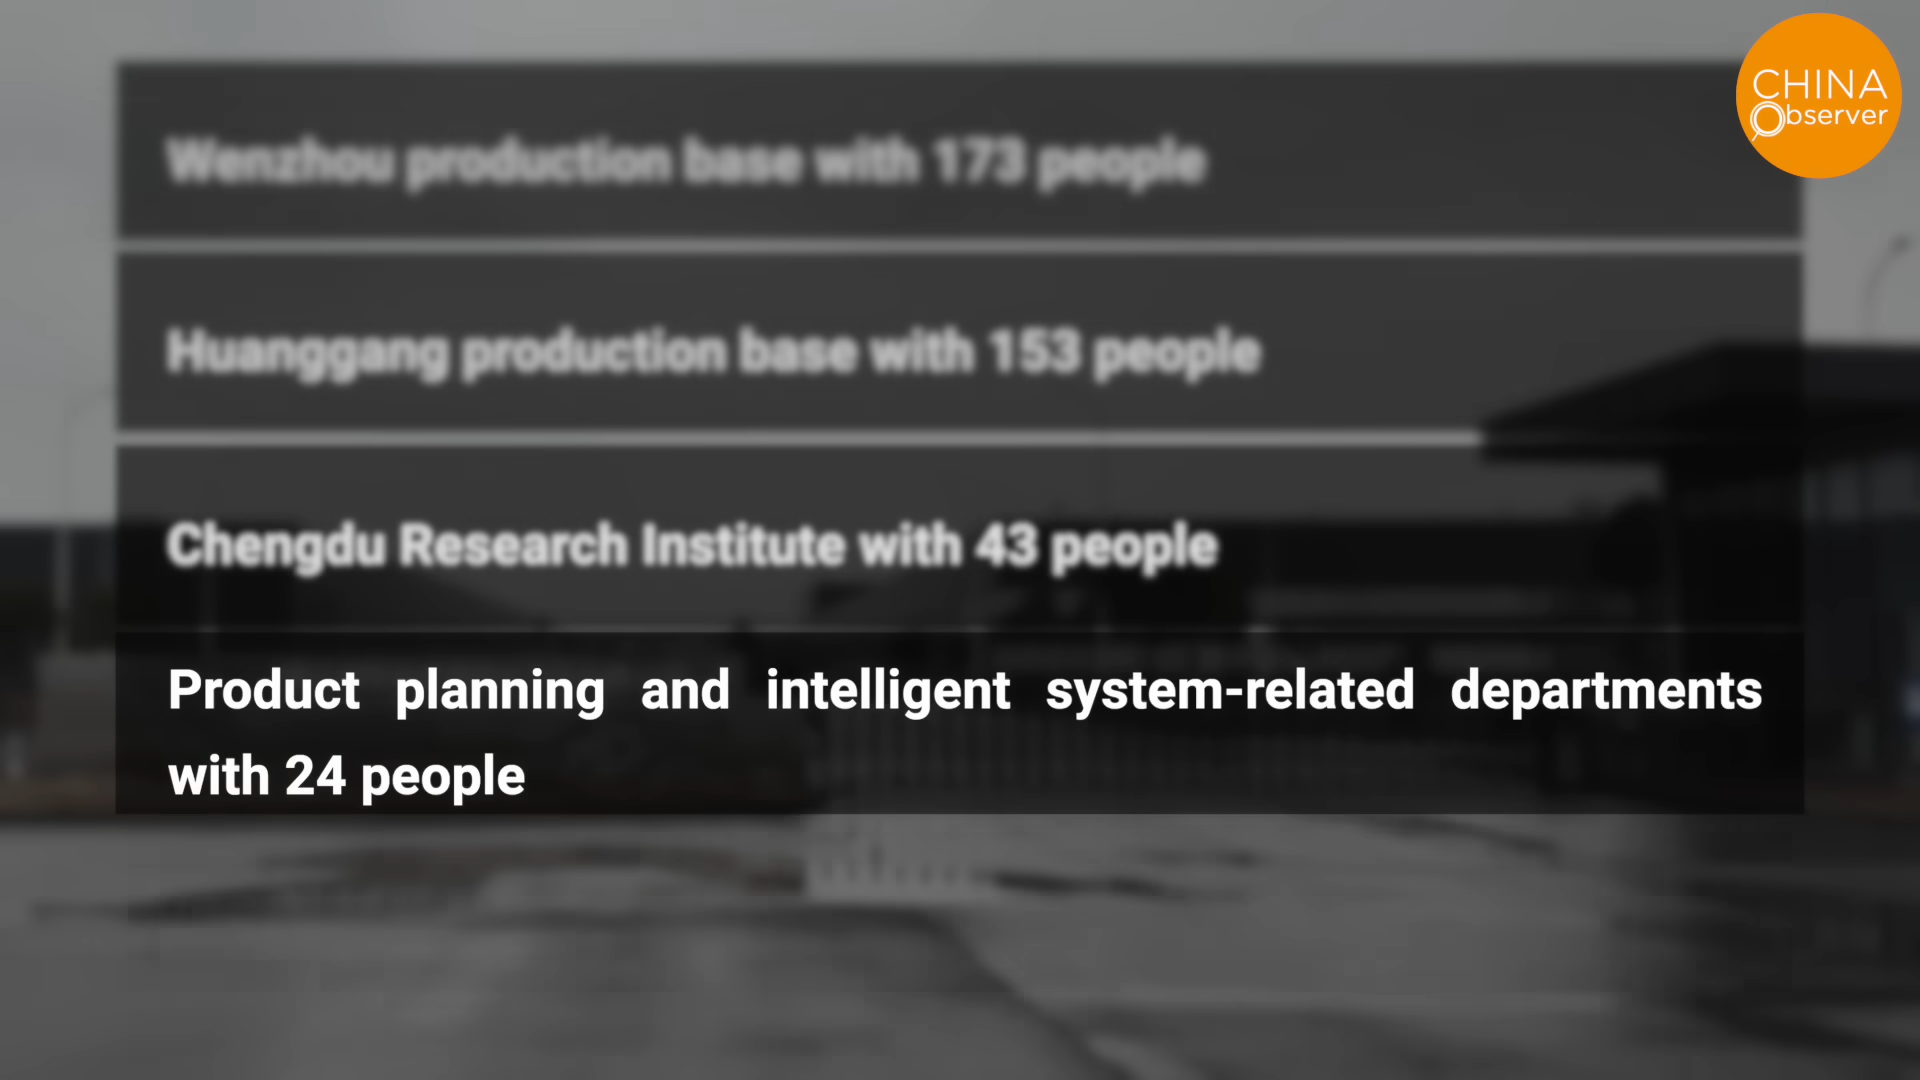 CHINA
Observer
Wenzhou production base with 173 people
Huanggang production base with 153 people
Chengdu Research Institute with 43 people
Product planning and intelligent system-related departments
with 24 people